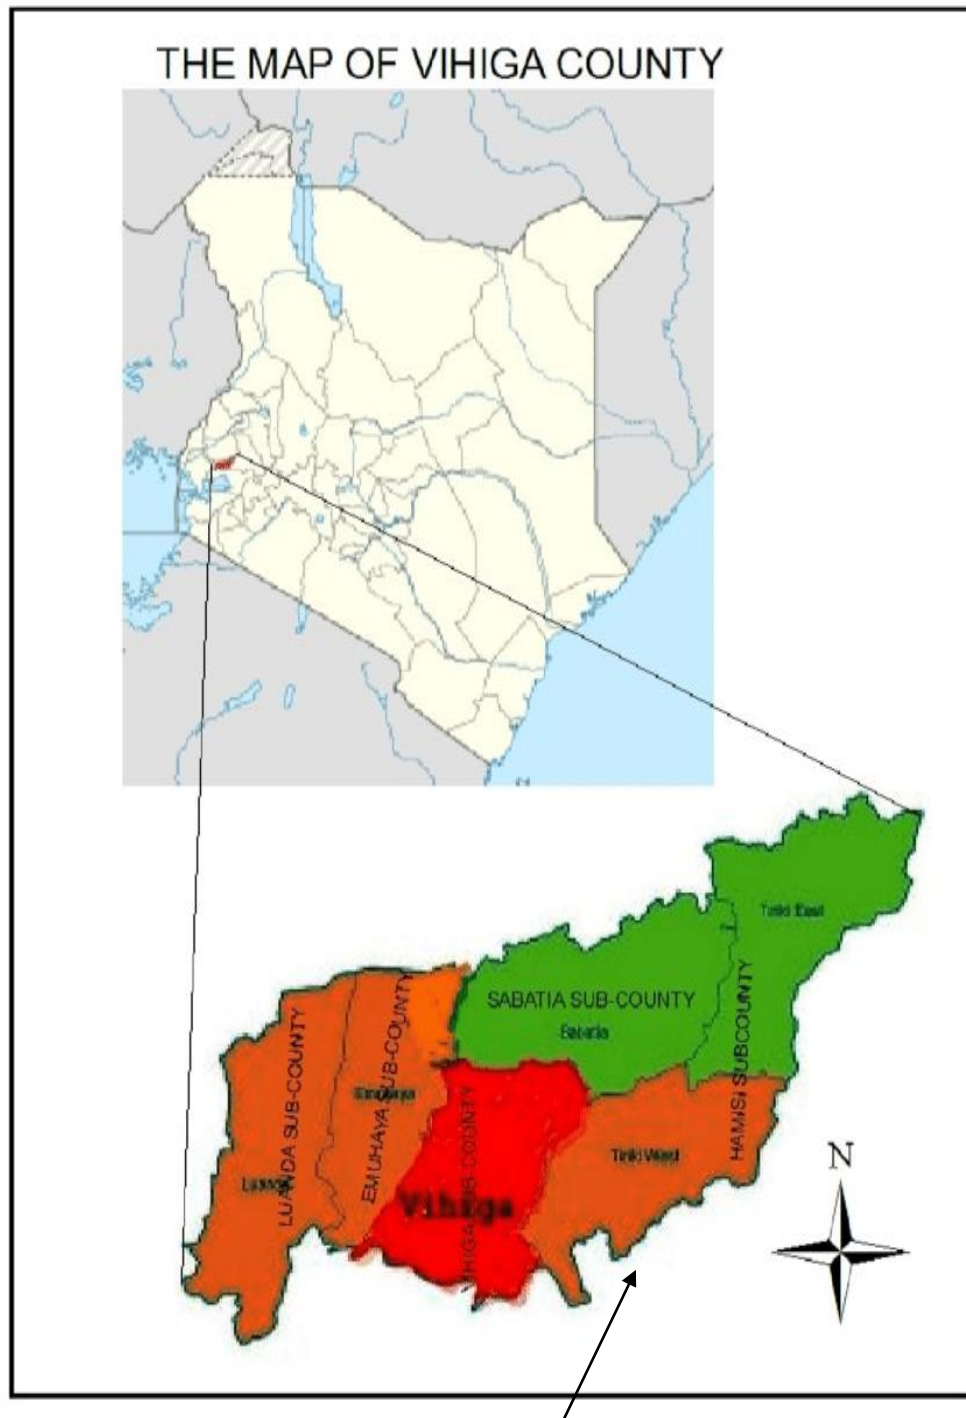 THE MAP OF VIHIGA COUNTY
Tiriki East
SABATIA SUB-COUNTY
Sabatia
HAMISI SUBCOUNTY
LUANDA SUB-COUNTY
EMUHAYA SUB-COUNTY
VIHIGA SUB-COUNTY
Tiriki West
Luanda
Vihiga
N